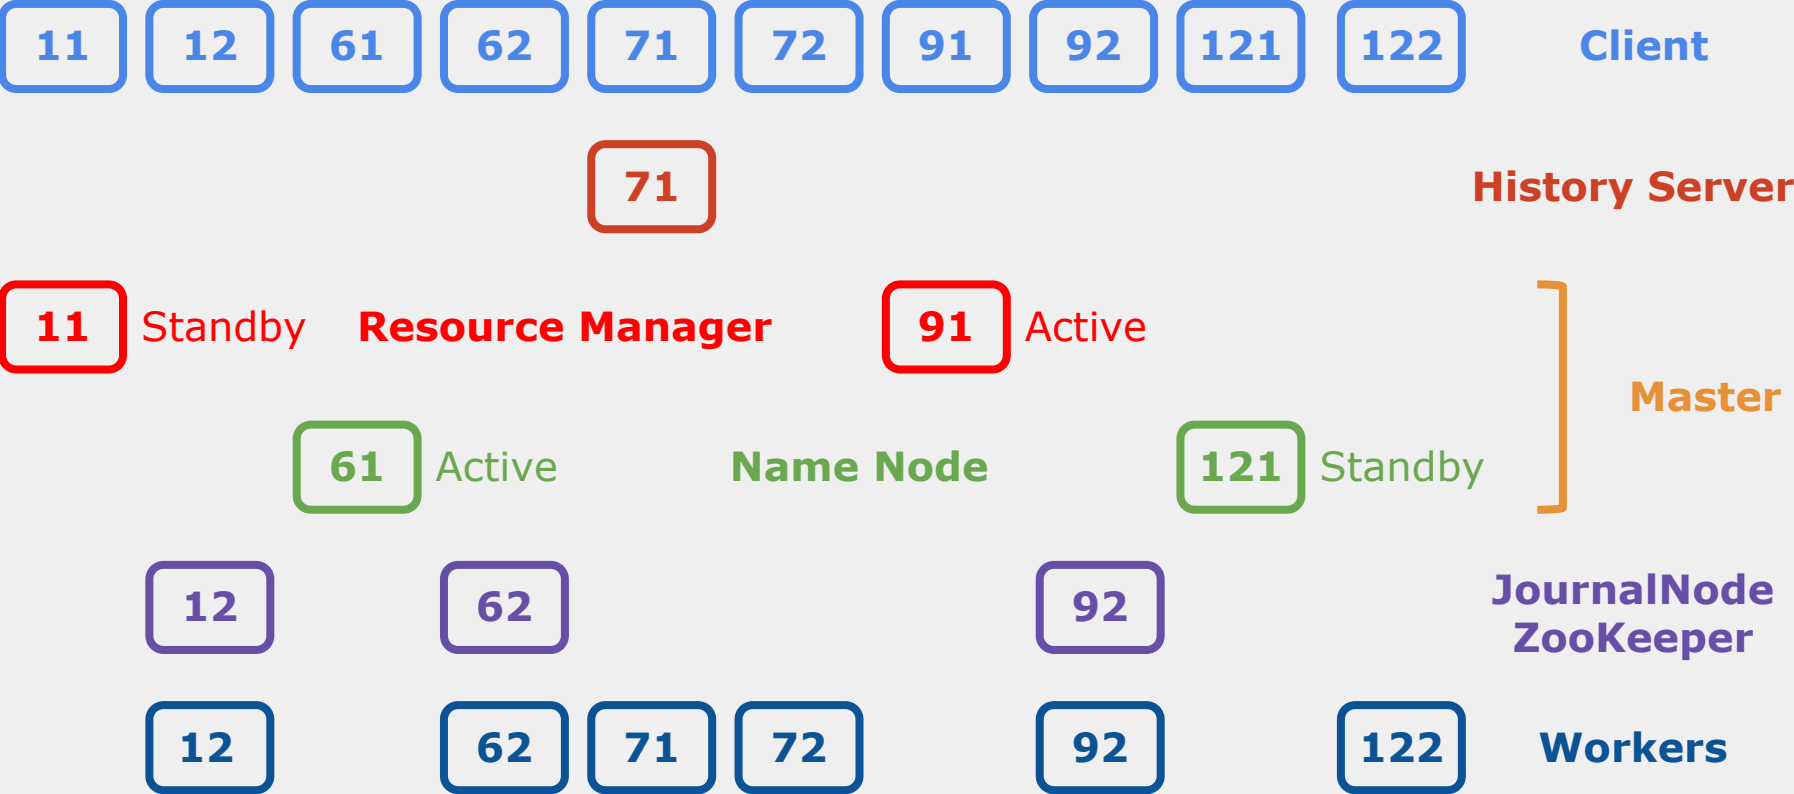 11 12 61 62 71 72 91 92 121 122 Client
71 History Server
11 Standby Resource Manager 91 Active
Master
61 Active Name Node 121 Standby
12 62 92 JournalNode
ZooKeeper
12 62 71 72 92 122 Workers